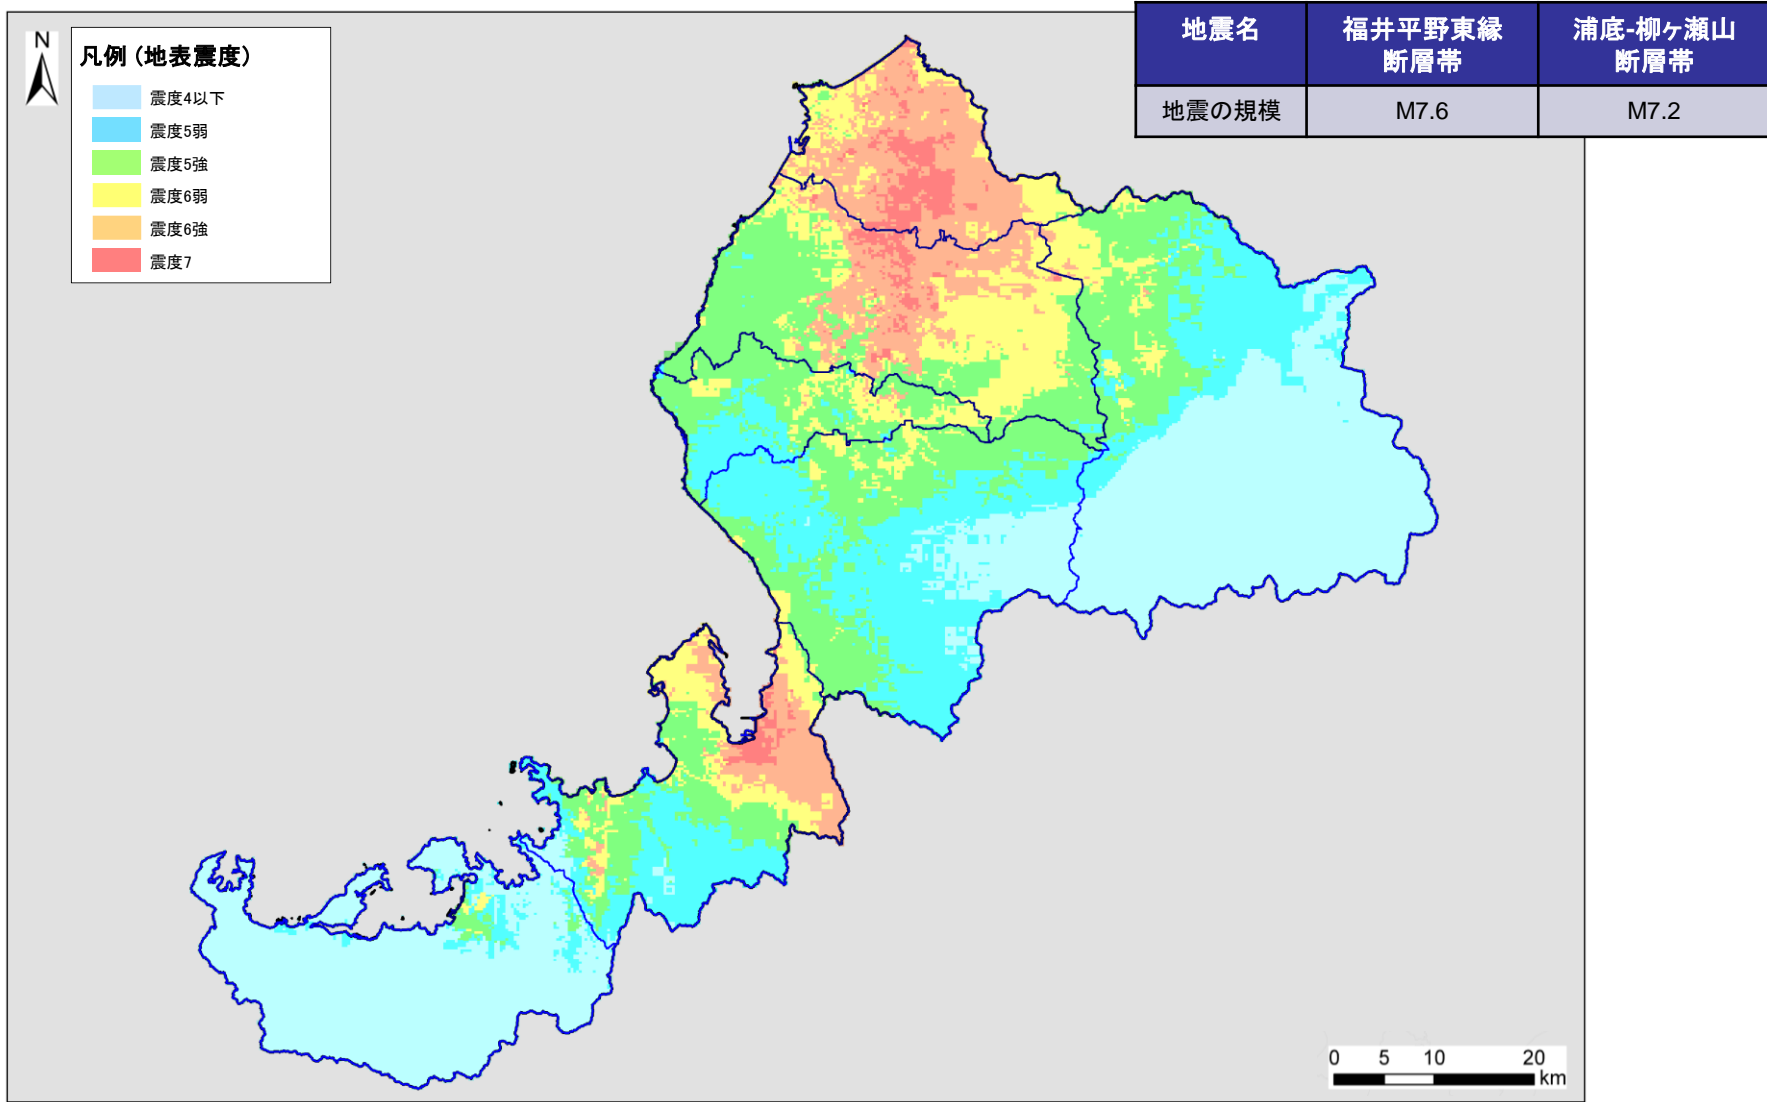 N
凡例 (地表震度)
震度4以下
震度5弱
震度5強
震度6弱
震度6強
震度7
地震名
福井平野東縁
断層帯
浦底-柳ヶ瀬山
断層帯
地震の規模
M7.6
M7.2
0 5 10 20
km